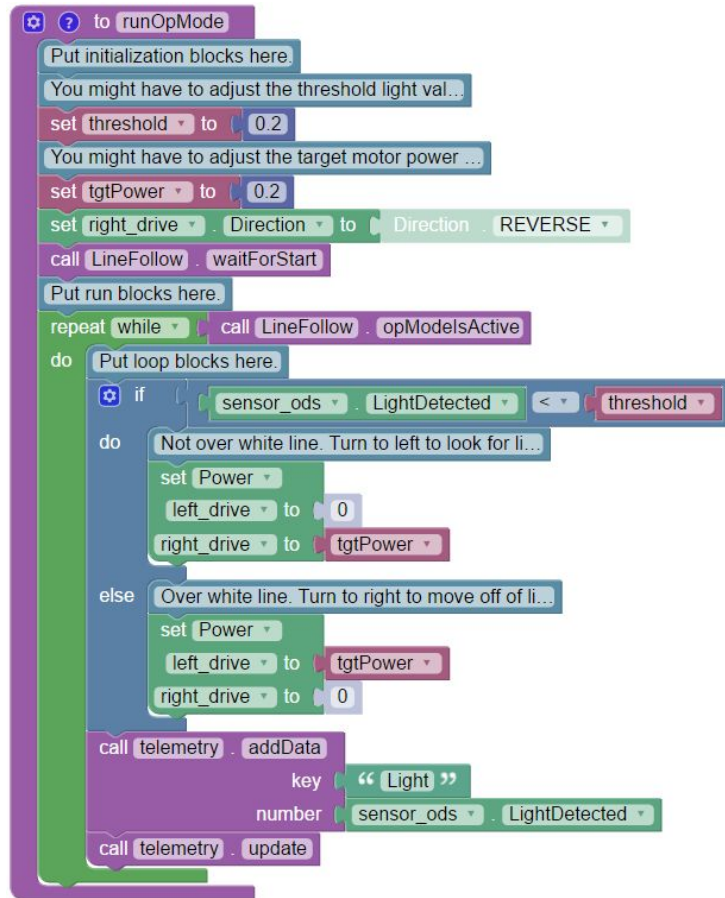 to runOpMode
Put initialization blocks here.
You might have to adjust the threshold light val...
set threshold to 0.2
You might have to adjust the target motor power ...
set tgtPower to 0.2
set right_drive . Direction to Direction . REVERSE
call LineFollow . waitForStart
Put run blocks here.
repeat while call LineFollow . opModeIsActive
do Put loop blocks here.
if sensor_ods . LightDetected < threshold
do Not over white line. Turn to left to look for li...
set Power
left_drive to 0
right_drive to tgtPower
else Over white line. Turn to right to move off of li...
set Power
left_drive to tgtPower
right_drive to 0
call telemetry . addData
key “ Light ”
number sensor_ods . LightDetected
call telemetry . update